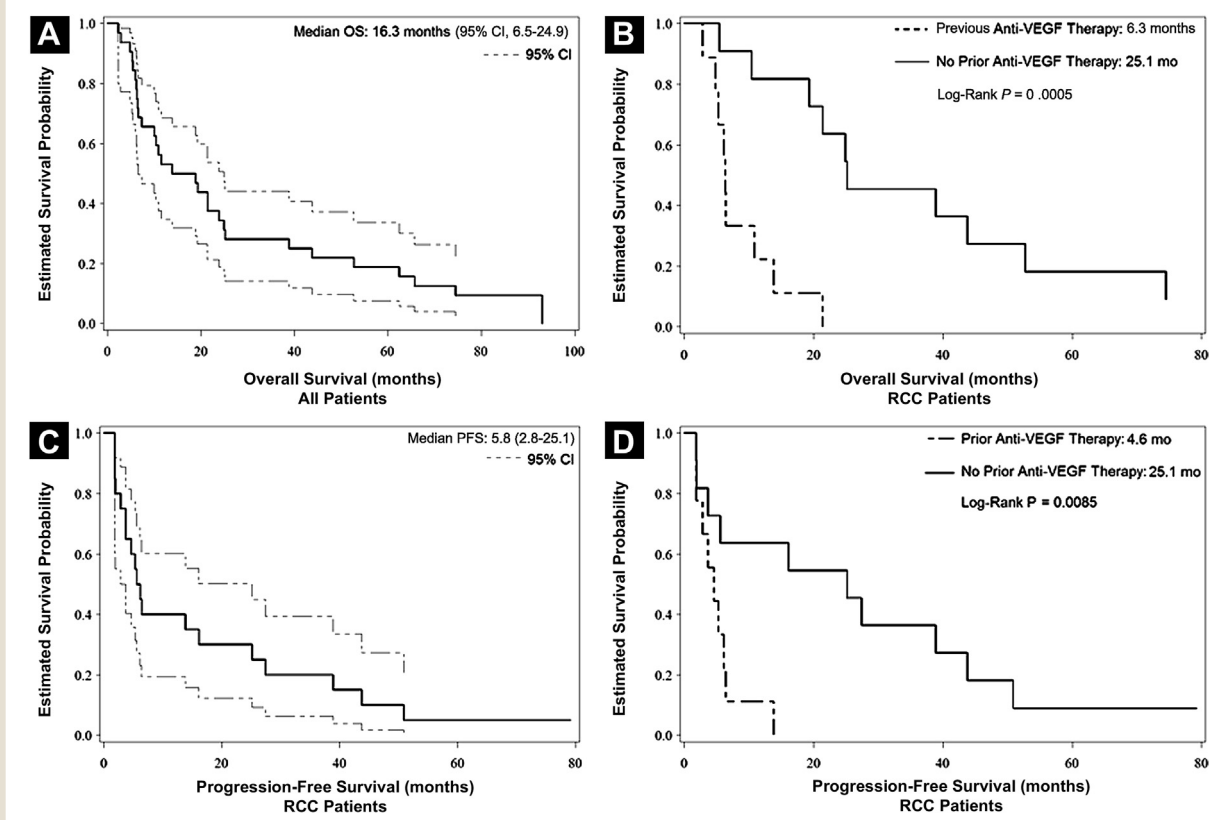 A
Median OS: 16.3 months (95% CI, 6.5-24.9)
95% CI
Estimated Survival Probability
1.0
0.8
0.6
0.4
0.2
0.0
0 20 40 60 80 100
Overall Survival (months)
All Patients
B
Previous Anti-VEGF Therapy: 6.3 months
No Prior Anti-VEGF Therapy: 25.1 mo
Log-Rank P = 0 .0005
Estimated Survival Probability
1.0
0.8
0.6
0.4
0.2
0.0
0 20 40 60 80
Overall Survival (months)
RCC Patients
C
Median PFS: 5.8 (2.8-25.1)
95% CI
Estimated Survival Probability
1.0
0.8
0.6
0.4
0.2
0.0
0 20 40 60 80
Progression-Free Survival (months)
RCC Patients
D
Prior Anti-VEGF Therapy: 4.6 mo
No Prior Anti-VEGF Therapy: 25.1 mo
Log-Rank P = 0.0085
Estimated Survival Probability
1.0
0.8
0.6
0.4
0.2
0.0
0 20 40 60 80
Progression-Free Survival (months)
RCC Patients